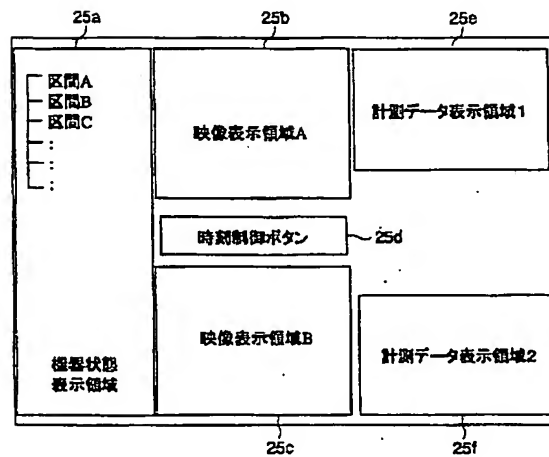 25a
25b
25e
区間A
区間B
区間C
:
:
:
映像表示領域A
計測データ表示領域1
時刻制御ボタン
25d
映像表示領域B
計測データ表示領域2
機器状態
表示領域
25c
25f